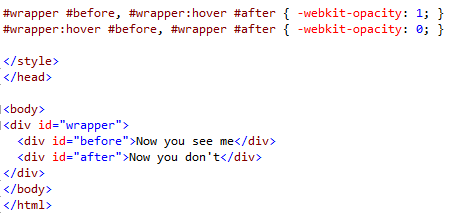 #wrapper #before, #wrapper:hover #after { -webkit-opacity: 1; }
#wrapper:hover #before, #wrapper #after { -webkit-opacity: 0; }
</style>
</head>
<body>
<div id="wrapper">
<div id="before">Now you see me</div>
<div id="after">Now you don't</div>
</div>
</body>
</html>